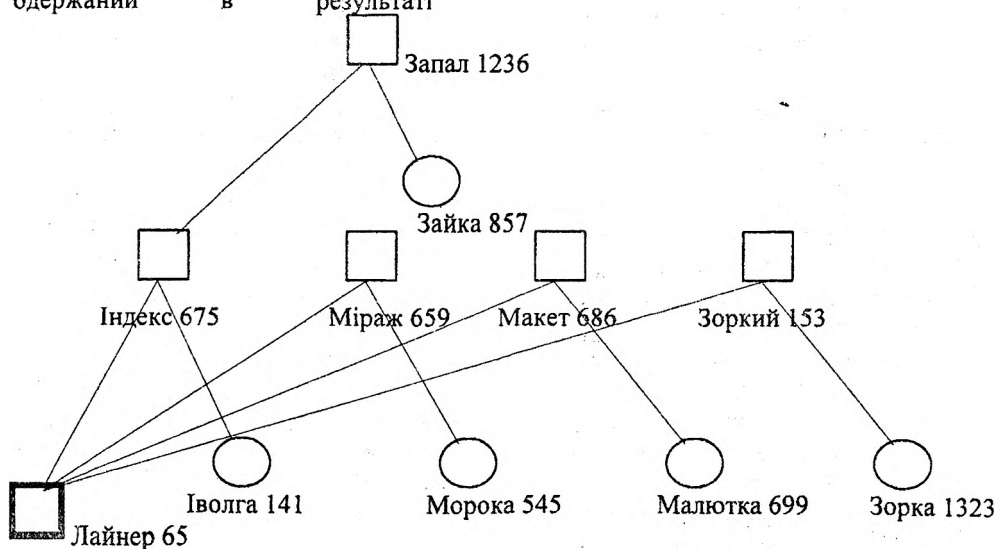 одержаний в результаті
Запал 1236
Зайка 857
Індекс 675 Міраж 659 Макет 686 Зоркий 153
Іволга 141 Морока 545 Малютка 699 Зорка 1323
Лайнер 65